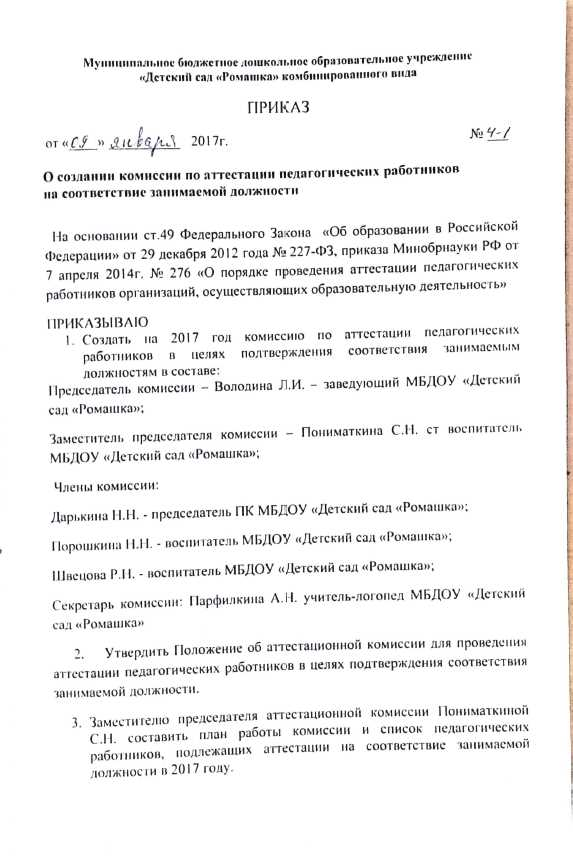 Муниципальное бюджетное дошкольное образовательное учреждение
«Детский сад «Ромашка» комбинированного вида
ПРИКАЗ
от «09» января 2017г. № 4-1
О создании комиссии по аттестации педагогических работников
на соответствие занимаемой должности
На основании ст.49 Федерального Закона «Об образовании в Российской
Федерации» от 29 декабря 2012 года № 227-ФЗ, приказа Минобрнауки РФ от
7 апреля 2014г. № 276 «О порядке проведения аттестации педагогических
работников организаций, осуществляющих образовательную деятельность»
ПРИКАЗЫВАЮ
1. Создать на 2017 год комиссию по аттестации педагогических
работников в целях подтверждения соответствия занимаемым
должностям в составе:
Председатель комиссии – Володина Л.И. – заведующий МБДОУ «Детский
сад «Ромашка»;
Заместитель председателя комиссии – Пониматкина С.Н. ст воспитатель
МБДОУ «Детский сад «Ромашка»;
Члены комиссии:
Дарькина Н.Н. - председатель ПК МБДОУ «Детский сад «Ромашка»;
Порошкина Н.Н. - воспитатель МБДОУ «Детский сад «Ромашка»;
Швецова Р.Н. - воспитатель МБДОУ «Детский сад «Ромашка»;
Секретарь комиссии: Парфилкина А.Н. учитель-логопед МБДОУ «Детский
сад «Ромашка»
2. Утвердить Положение об аттестационной комиссии для проведения
аттестации педагогических работников в целях подтверждения соответствия
занимаемой должности.
3. Заместителю председателя аттестационной комиссии Пониматкиной
С.Н. составить план работы комиссии и список педагогических
работников, подлежащих аттестации на соответствие занимаемой
должности в 2017 году.